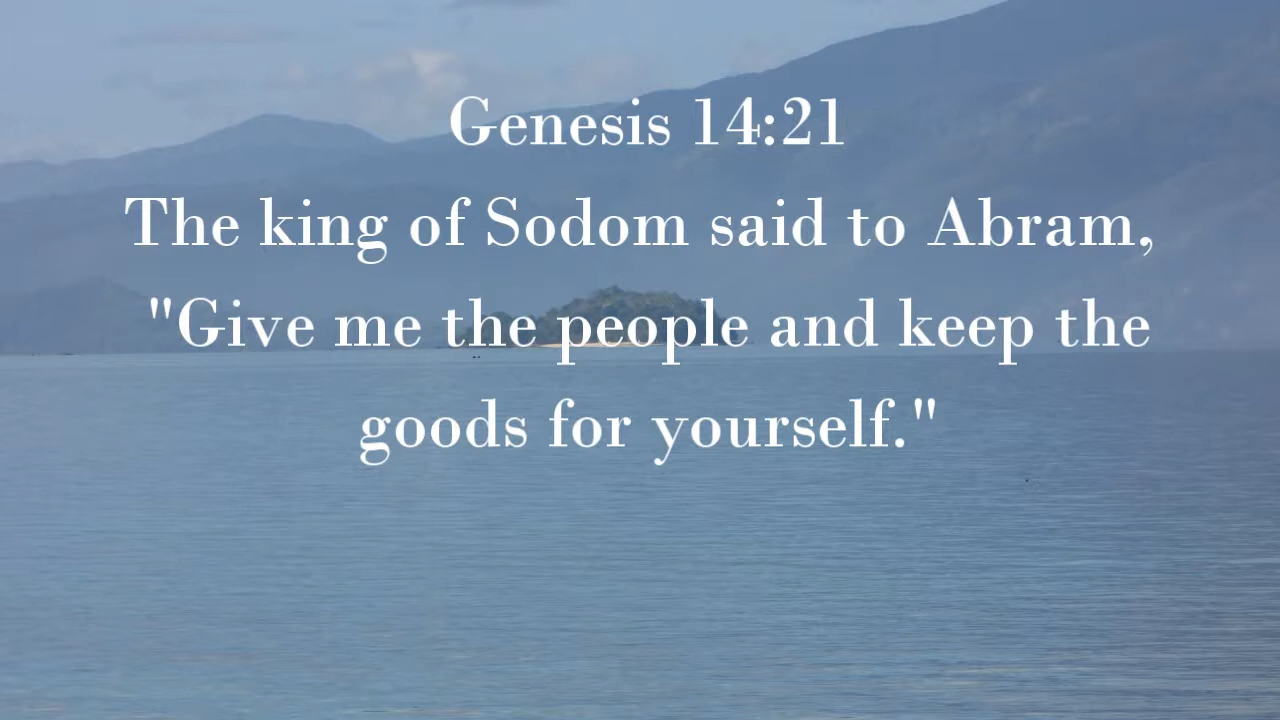 Genesis 14:21
The king of Sodom said to Abram,
"Give me the people and keep the
goods for yourself."